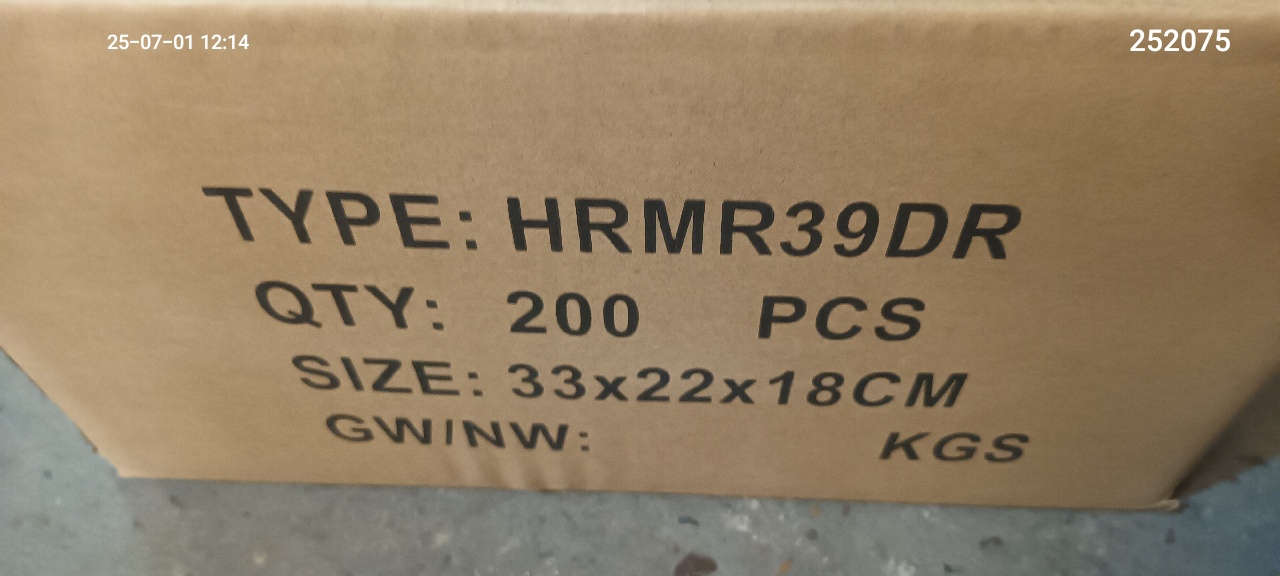 25-07-01 12:14
252075
TYPE: HRMR39DR
QTY: 200 PCS
SIZE: 33x22x18CM
GW/NW: KGS